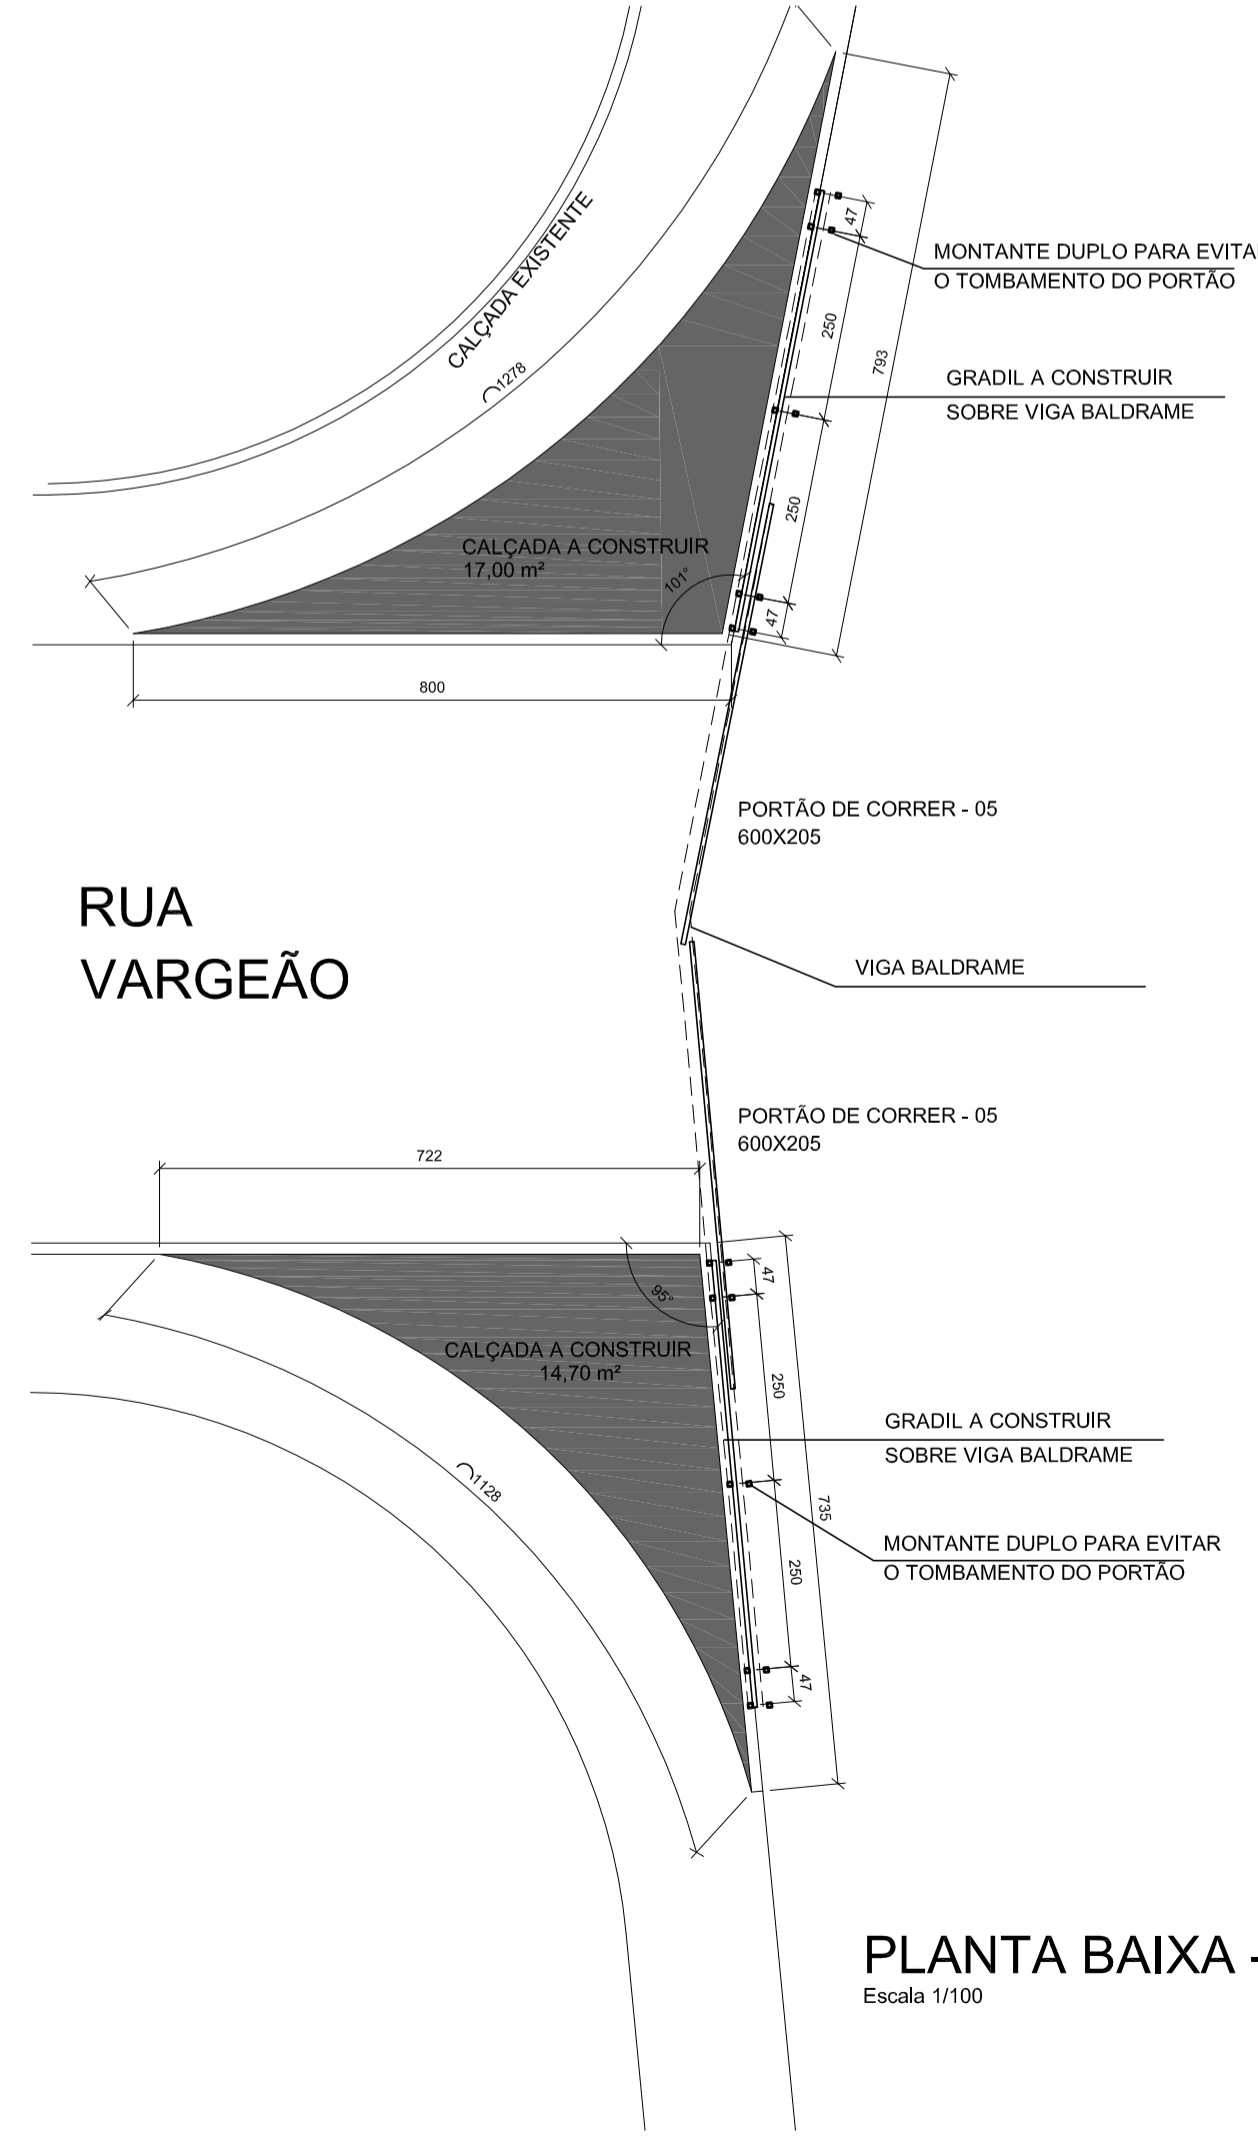 CALÇADA EXISTENTE
1278
47
MONTANTE DUPLO PARA EVITA
O TOMBAMENTO DO PORTÃO
250
793
GRADIL A CONSTRUIR
SOBRE VIGA BALDRAME
250
CALÇADA A CONSTRUIR
17,00 m²
101°
47
800
PORTÃO DE CORRER - 05
600X205
RUA
VARGEÃO
VIGA BALDRAME
PORTÃO DE CORRER - 05
600X205
722
47
95°
CALÇADA A CONSTRUIR
14,70 m²
250
GRADIL A CONSTRUIR
SOBRE VIGA BALDRAME
1128
735
MONTANTE DUPLO PARA EVITAR
O TOMBAMENTO DO PORTÃO
250
47
PLANTA BAIXA -
Escala 1/100